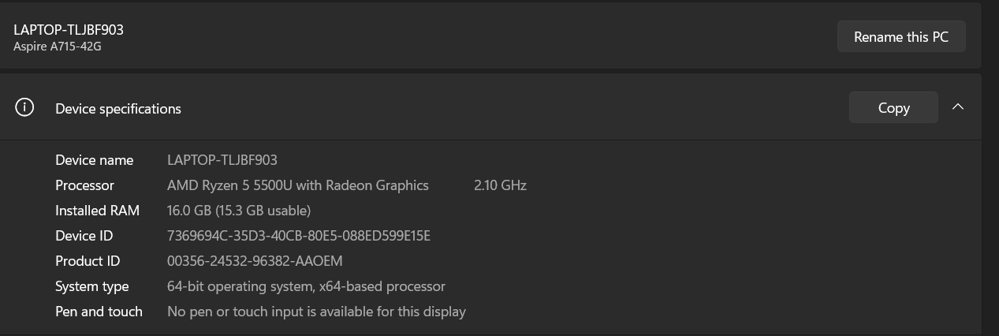 LAPTOP-TLJBF903
Aspire A715-42G
Rename this PC
Device specifications
Copy
Device name LAPTOP-TLJBF903
Processor AMD Ryzen 5 5500U with Radeon Graphics 2.10 GHz
Installed RAM 16.0 GB (15.3 GB usable)
Device ID 7369694C-35D3-40CB-80E5-088ED599E15E
Product ID 00356-24532-96382-AAOEM
System type 64-bit operating system, x64-based processor
Pen and touch No pen or touch input is available for this display